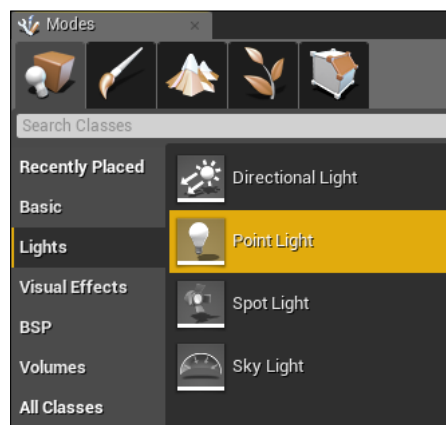 Modes
Search Classes
Recently Placed
Basic
Lights
Visual Effects
BSP
Volumes
All Classes
Directional Light
Point Light
Spot Light
Sky Light